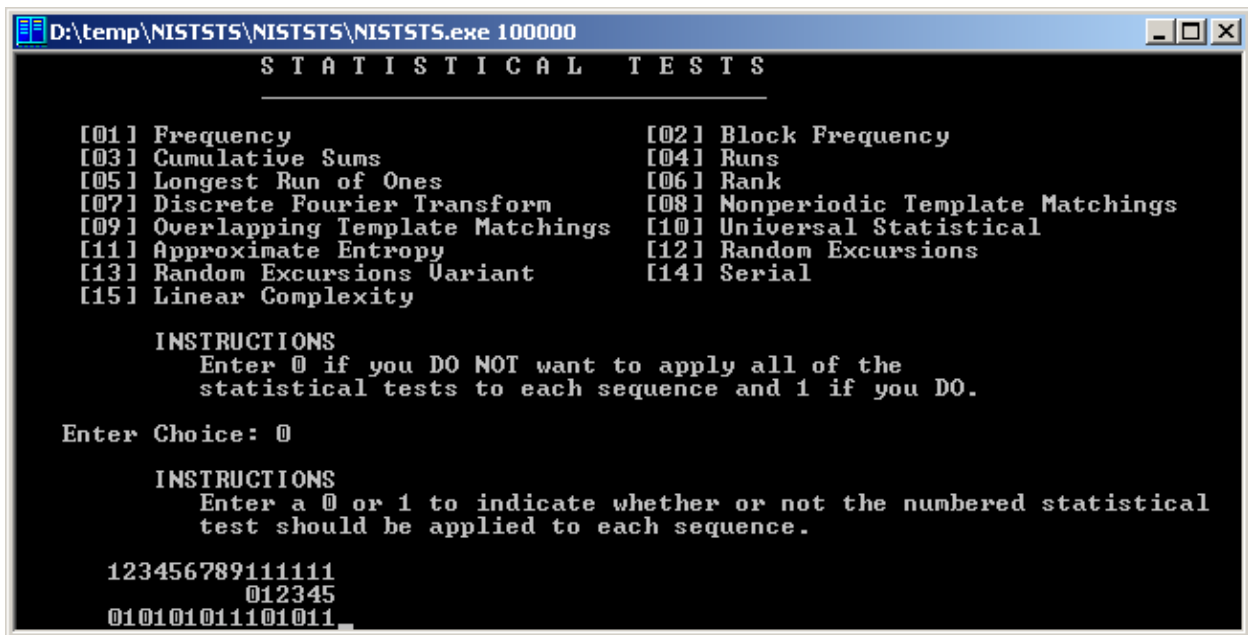 D:\temp\NISTSTS\NISTSTS\NISTSTS.exe 100000
S T A T I S T I C A L   T E S T S
[01] Frequency                       [02] Block Frequency
[03] Cumulative Sums                 [04] Runs
[05] Longest Run of Ones             [06] Rank
[07] Discrete Fourier Transform      [08] Nonperiodic Template Matchings
[09] Overlapping Template Matchings  [10] Universal Statistical
[11] Approximate Entropy             [12] Random Excursions
[13] Random Excursions Variant       [14] Serial
[15] Linear Complexity
INSTRUCTIONS
Enter 0 if you DO NOT want to apply all of the
statistical tests to each sequence and 1 if you DO.
Enter Choice: 0
INSTRUCTIONS
Enter a 0 or 1 to indicate whether or not the numbered statistical
test should be applied to each sequence.
123456789111111
012345
010101011101011_